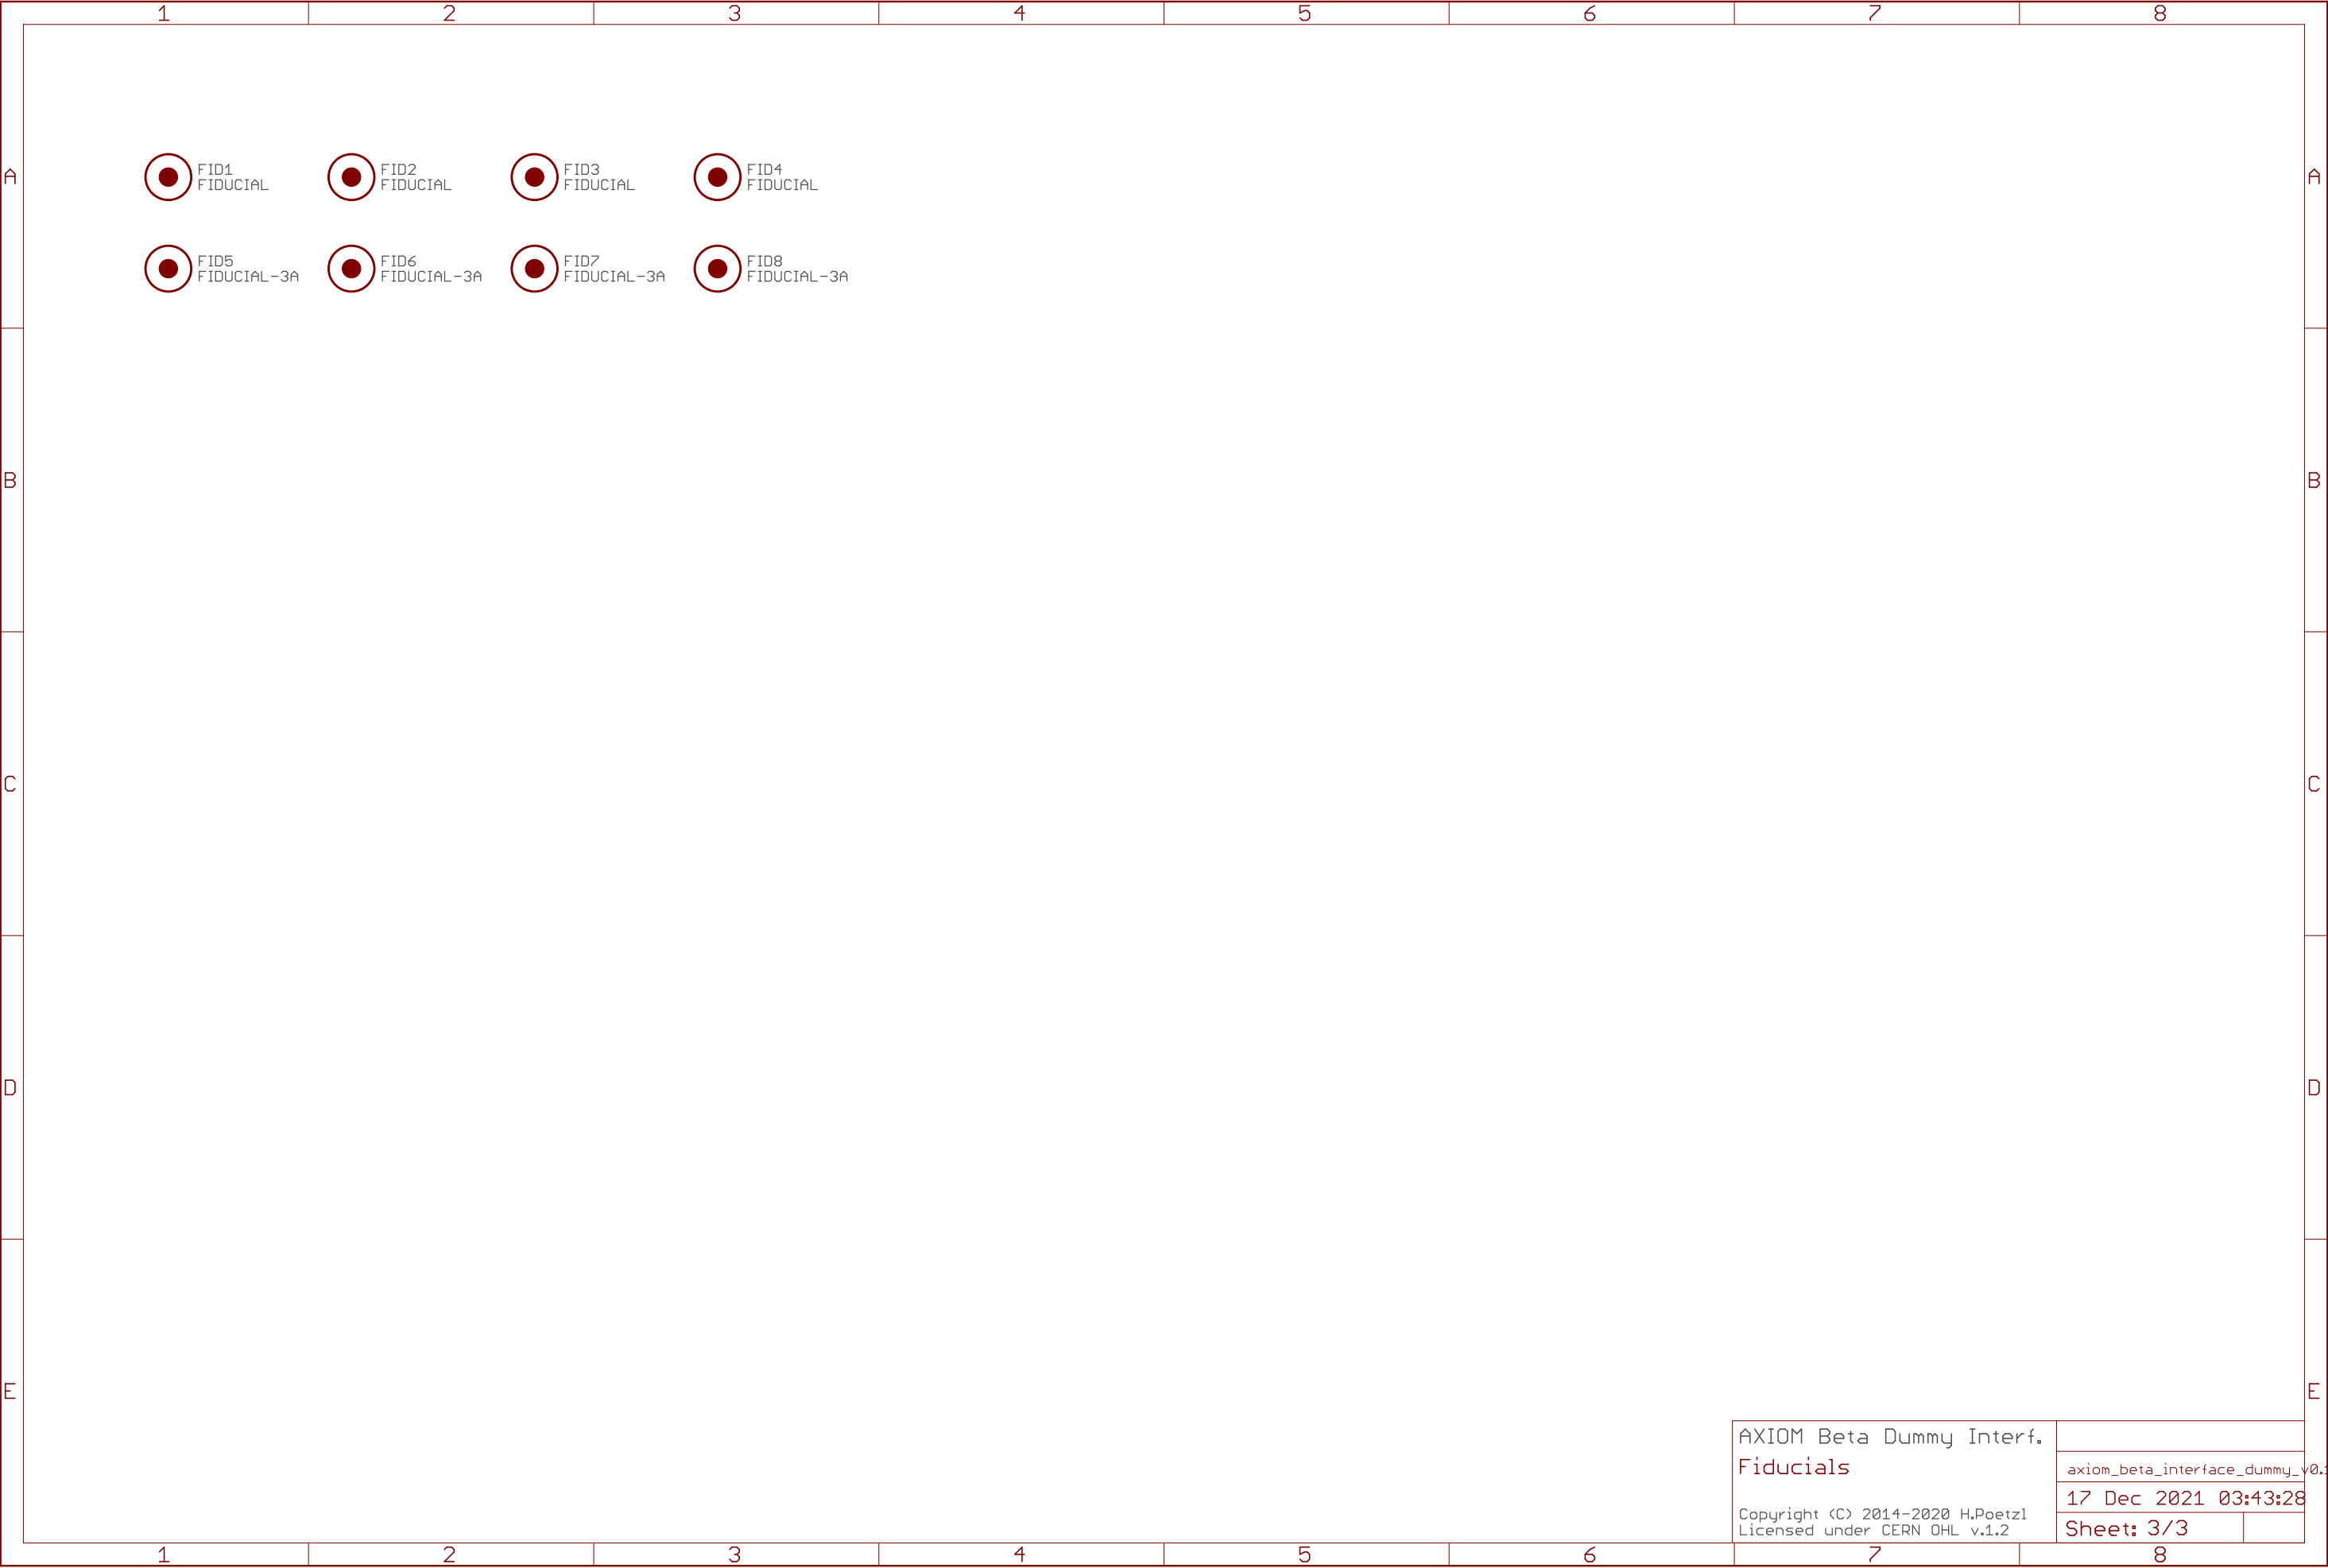 1 2 3 4 5 6 7 8
A A
FID1 FID2 FID3 FID4
FIDUCIAL FIDUCIAL FIDUCIAL FIDUCIAL
FID5 FID6 FID7 FID8
FIDUCIAL-3A FIDUCIAL-3A FIDUCIAL-3A FIDUCIAL-3A
B B
C C
D D
E E
AXIOM Beta Dummy Interf.
Fiducials
Copyright (C) 2014-2020 H.Poetzl
Licensed under CERN OHL v.1.2
axiom_beta_interface_dummy_v0.
17 Dec 2021 03:43:28
Sheet: 3/3
1 2 3 4 5 6 7 8